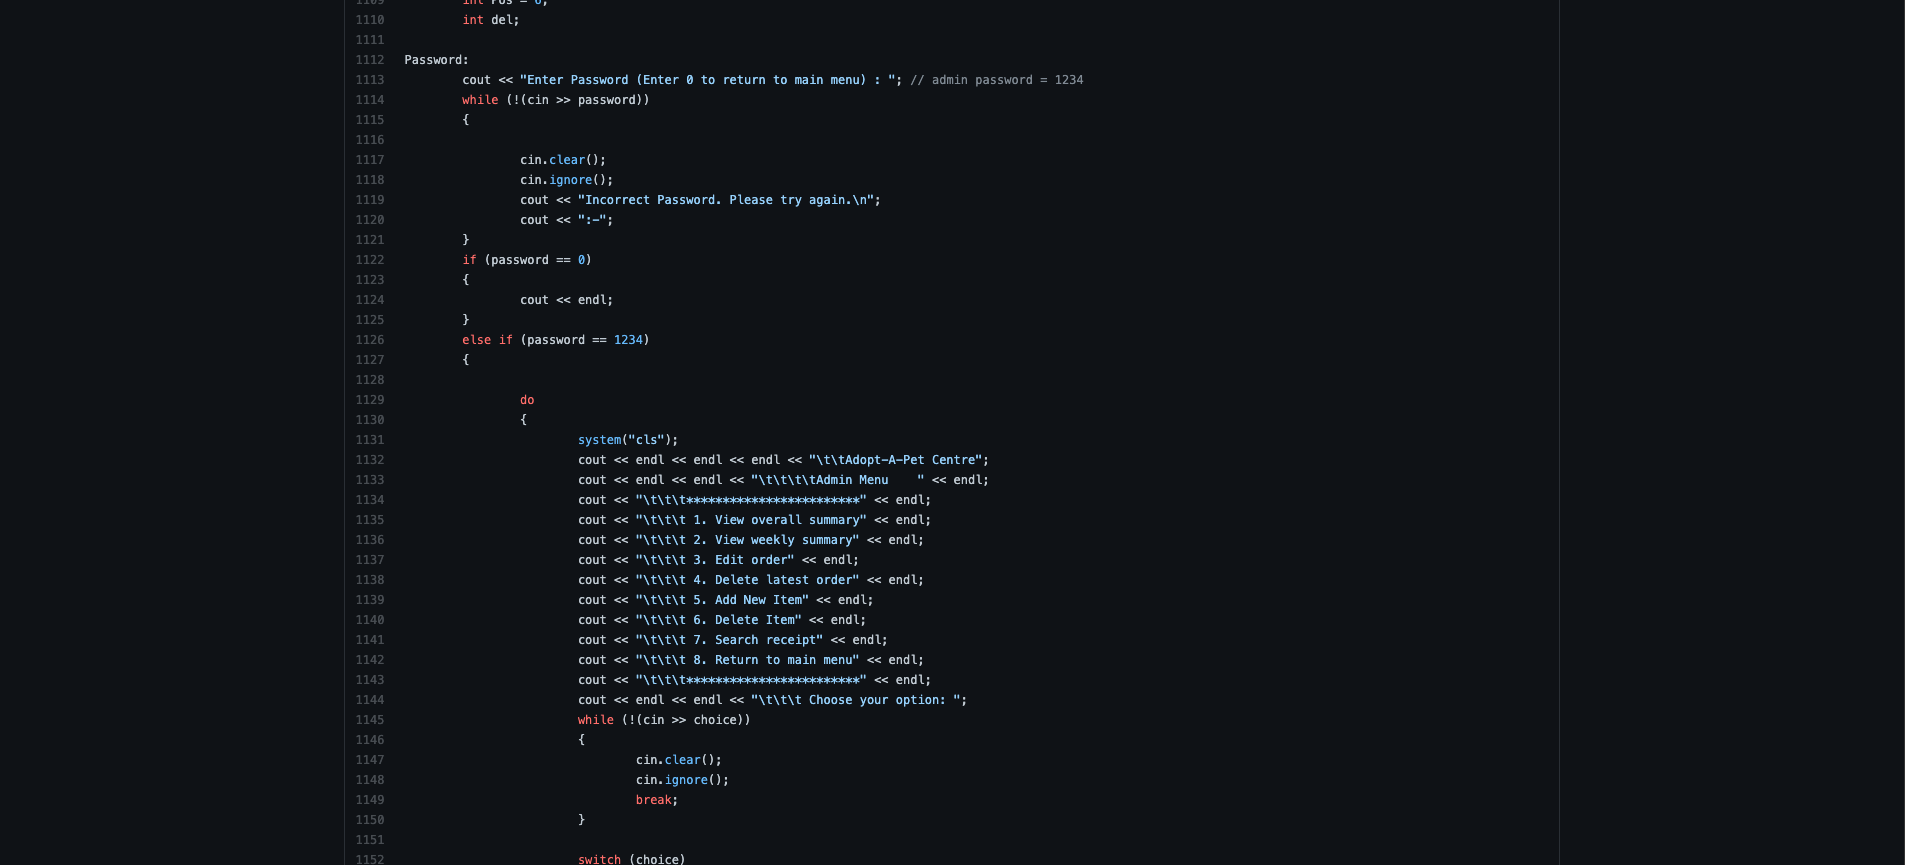 1109 int Pos = 0;
1110 int del;
1111
1112 Password:
1113 cout << "Enter Password (Enter 0 to return to main menu) : "; // admin password = 1234
1114 while (!(cin >> password))
1115 {
1116
1117 cin.clear();
1118 cin.ignore();
1119 cout << "Incorrect Password. Please try again.\n";
1120 cout << ":-";
1121 }
1122 if (password == 0)
1123 {
1124 cout << endl;
1125 }
1126 else if (password == 1234)
1127 {
1128
1129 do
1130 {
1131 system("cls");
1132 cout << endl << endl << endl << "\t\tAdopt-A-Pet Centre";
1133 cout << endl << endl << "\t\t\t\tAdmin Menu    " << endl;
1134 cout << "\t\t\t************************" << endl;
1135 cout << "\t\t\t 1. View overall summary" << endl;
1136 cout << "\t\t\t 2. View weekly summary" << endl;
1137 cout << "\t\t\t 3. Edit order" << endl;
1138 cout << "\t\t\t 4. Delete latest order" << endl;
1139 cout << "\t\t\t 5. Add New Item" << endl;
1140 cout << "\t\t\t 6. Delete Item" << endl;
1141 cout << "\t\t\t 7. Search receipt" << endl;
1142 cout << "\t\t\t 8. Return to main menu" << endl;
1143 cout << "\t\t\t************************" << endl;
1144 cout << endl << endl << "\t\t\t Choose your option: ";
1145 while (!(cin >> choice))
1146 {
1147 cin.clear();
1148 cin.ignore();
1149 break;
1150 }
1151
1152 switch (choice)